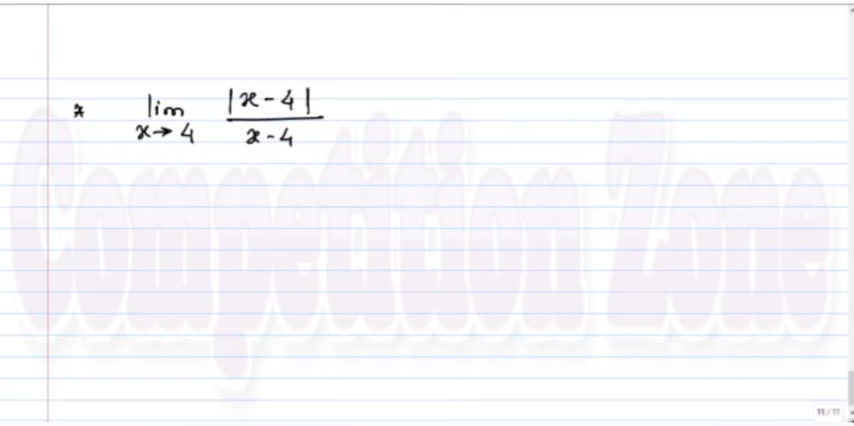 * lim x→4 |x - 4| / x - 4
Competition Zone
11/11